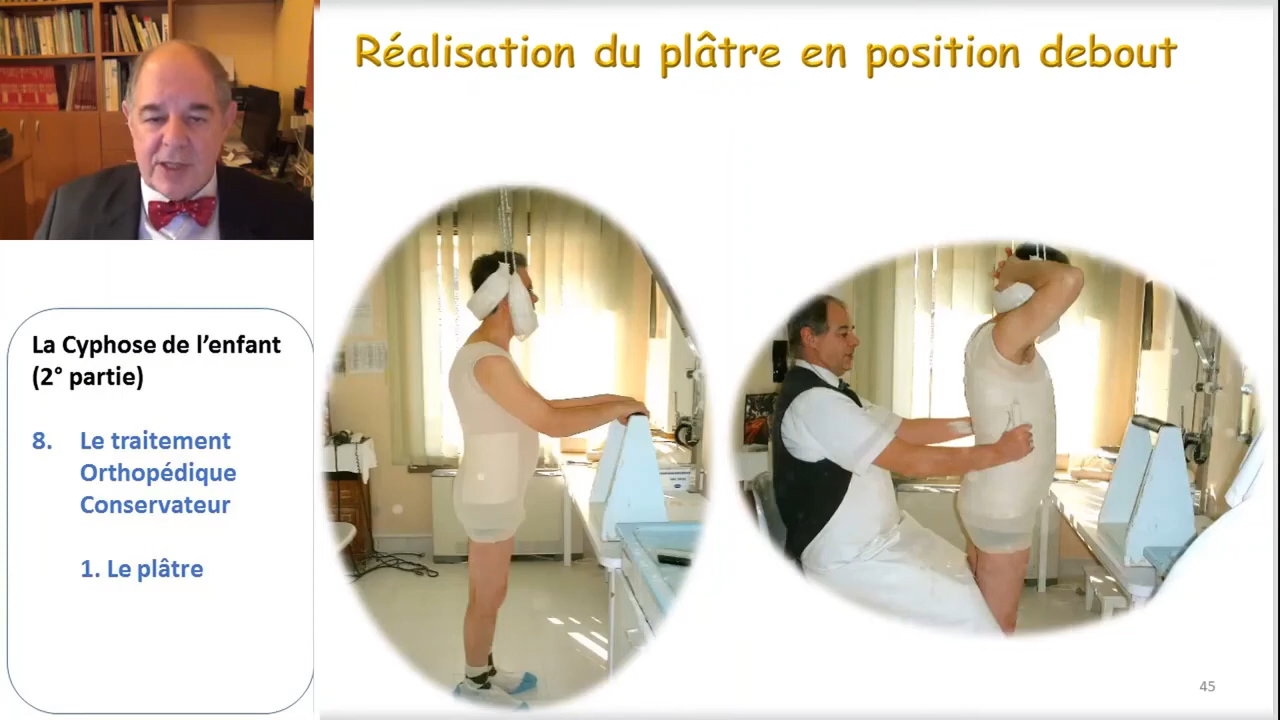 Réalisation du plâtre en position debout
La Cyphose de l'enfant
(2° partie)
8. Le traitement
Orthopédique
Conservateur
1. Le plâtre
45